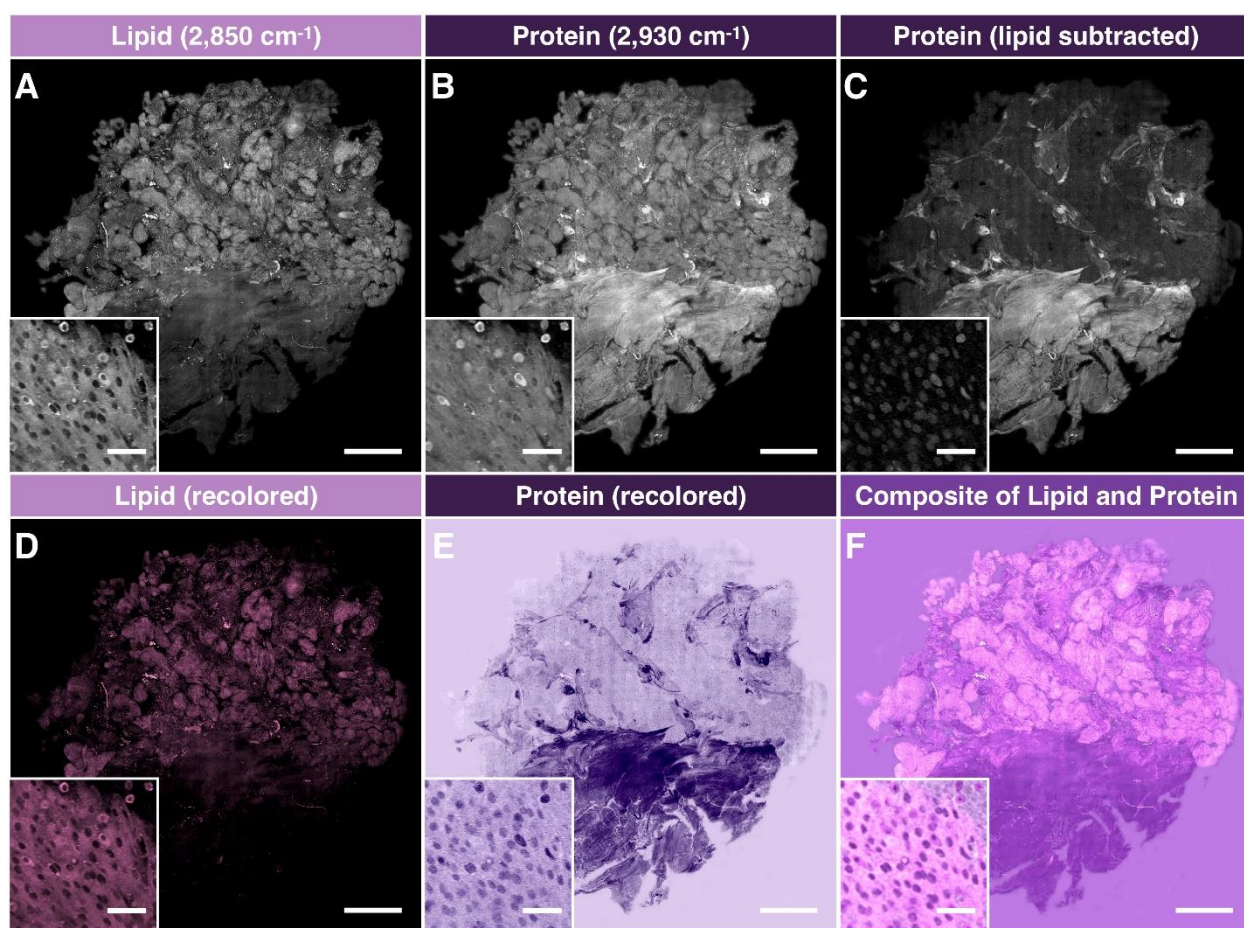 Lipid (2,850 cm⁻¹)
Protein (2,930 cm⁻¹)
Protein (lipid subtracted)
A
B
C
Lipid (recolored)
Protein (recolored)
Composite of Lipid and Protein
D
E
F